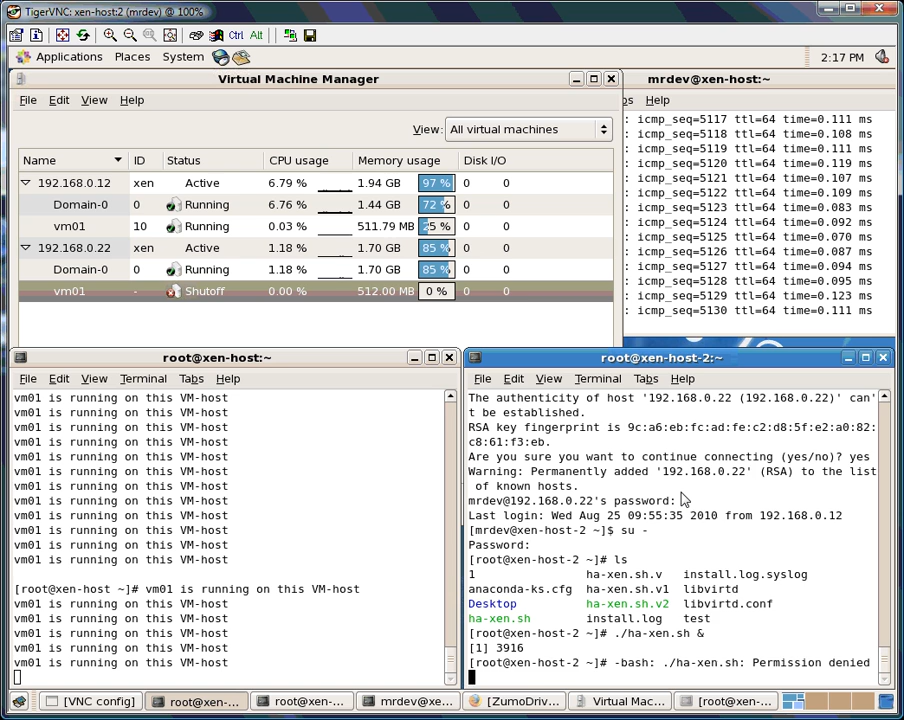 TigerVNC: xen-host:2 (mrdev) @ 100%
Ctrl Alt
Applications Places System 2:17 PM
Virtual Machine Manager
File Edit View Help
View: All virtual machines
Name ID Status CPU usage Memory usage Disk I/O
192.168.0.12 xen Active 6.79 % 1.94 GB 97 % 0 0
Domain-0 0 Running 6.76 % 1.44 GB 72 % 0 0
vm01 10 Running 0.03 % 511.79 MB 25 % 0 0
192.168.0.22 xen Active 1.18 % 1.70 GB 85 % 0 0
Domain-0 0 Running 1.18 % 1.70 GB 85 % 0 0
vm01 - Shutoff 0.00 % 512.00 MB 0 % 0 0
mrdev@xen-host:~
bs Help
: icmp_seq=5117 ttl=64 time=0.111 ms
: icmp_seq=5118 ttl=64 time=0.108 ms
: icmp_seq=5119 ttl=64 time=0.111 ms
: icmp_seq=5120 ttl=64 time=0.119 ms
: icmp_seq=5121 ttl=64 time=0.107 ms
: icmp_seq=5122 ttl=64 time=0.109 ms
: icmp_seq=5123 ttl=64 time=0.083 ms
: icmp_seq=5124 ttl=64 time=0.092 ms
: icmp_seq=5125 ttl=64 time=0.070 ms
: icmp_seq=5126 ttl=64 time=0.087 ms
: icmp_seq=5127 ttl=64 time=0.094 ms
: icmp_seq=5128 ttl=64 time=0.095 ms
: icmp_seq=5129 ttl=64 time=0.123 ms
: icmp_seq=5130 ttl=64 time=0.111 ms
root@xen-host:~
File Edit View Terminal Tabs Help
vm01 is running on this VM-host
vm01 is running on this VM-host
vm01 is running on this VM-host
vm01 is running on this VM-host
vm01 is running on this VM-host
vm01 is running on this VM-host
vm01 is running on this VM-host
vm01 is running on this VM-host
vm01 is running on this VM-host
vm01 is running on this VM-host
vm01 is running on this VM-host
vm01 is running on this VM-host
[root@xen-host ~]# vm01 is running on this VM-host
vm01 is running on this VM-host
vm01 is running on this VM-host
vm01 is running on this VM-host
vm01 is running on this VM-host
vm01 is running on this VM-host
root@xen-host-2:~
File Edit View Terminal Tabs Help
The authenticity of host '192.168.0.22 (192.168.0.22)' can'
t be established.
RSA key fingerprint is 9c:a6:eb:fc:ad:fe:c2:d8:5f:e2:a0:82:
c8:61:f3:eb.
Are you sure you want to continue connecting (yes/no)? yes
Warning: Permanently added '192.168.0.22' (RSA) to the list
of known hosts.
mrdev@192.168.0.22's password:
Last login: Wed Aug 25 09:55:35 2010 from 192.168.0.12
[mrdev@xen-host-2 ~]$ su -
Password:
[root@xen-host-2 ~]# ls
1 ha-xen.sh.v install.log.syslog
anaconda-ks.cfg ha-xen.sh.v1 libvirtd
Desktop ha-xen.sh.v2 libvirtd.conf
ha-xen.sh install.log test
[root@xen-host-2 ~]# ./ha-xen.sh &
[1] 3916
[root@xen-host-2 ~]# -bash: ./ha-xen.sh: Permission denied
[VNC config] root@xen-... root@xen-ho... mrdev@xe... [ZumoDriv... Virtual Mac... [root@xen-...